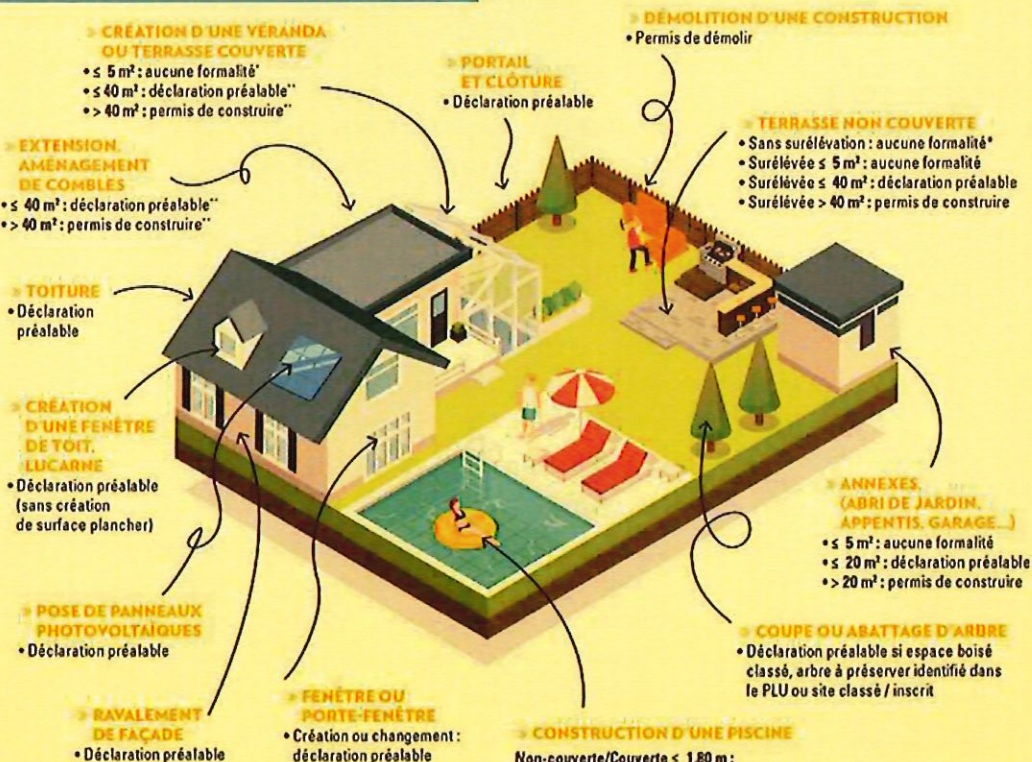 » CRÉATION D'UNE VÉRANDA
OU TERRASSE COUVERTE
• ≤ 5 m² : aucune formalité*
• ≤ 40 m² : déclaration préalable**
• > 40 m² : permis de construire**
» EXTENSION,
AMÉNAGEMENT
DE COMBLES
• ≤ 40 m² : déclaration préalable**
• > 40 m² : permis de construire**
» TOITURE
• Déclaration
préalable
» CRÉATION
D'UNE FENÊTRE
DE TOIT,
LUCARNE
• Déclaration préalable
(sans création
de surface plancher)
» POSE DE PANNEAUX
PHOTOVOLTAÏQUES
• Déclaration préalable
» RAVALEMENT
DE FAÇADE
• Déclaration préalable
» FENÊTRE OU
PORTE-FENÊTRE
• Création ou changement :
déclaration préalable
» PORTAIL
ET CLÔTURE
• Déclaration préalable
» DÉMOLITION D'UNE CONSTRUCTION
• Permis de démolir
» TERRASSE NON COUVERTE
• Sans surélévation : aucune formalité*
• Surélévée ≤ 5 m² : aucune formalité
• Surélévée ≤ 40 m² : déclaration préalable
• Surélévée > 40 m² : permis de construire
» ANNEXES,
(ABRI DE JARDIN,
APPENTIS, GARAGE...)
• ≤ 5 m² : aucune formalité
• ≤ 20 m² : déclaration préalable
• > 20 m² : permis de construire
» COUPE OU ABATTAGE D'ARBRE
• Déclaration préalable si espace boisé
classé, arbre à préserver identifié dans
le PLU ou site classé / inscrit
» CONSTRUCTION D'UNE PISCINE
Non-couverte/Couverte ≤ 1,80 m :